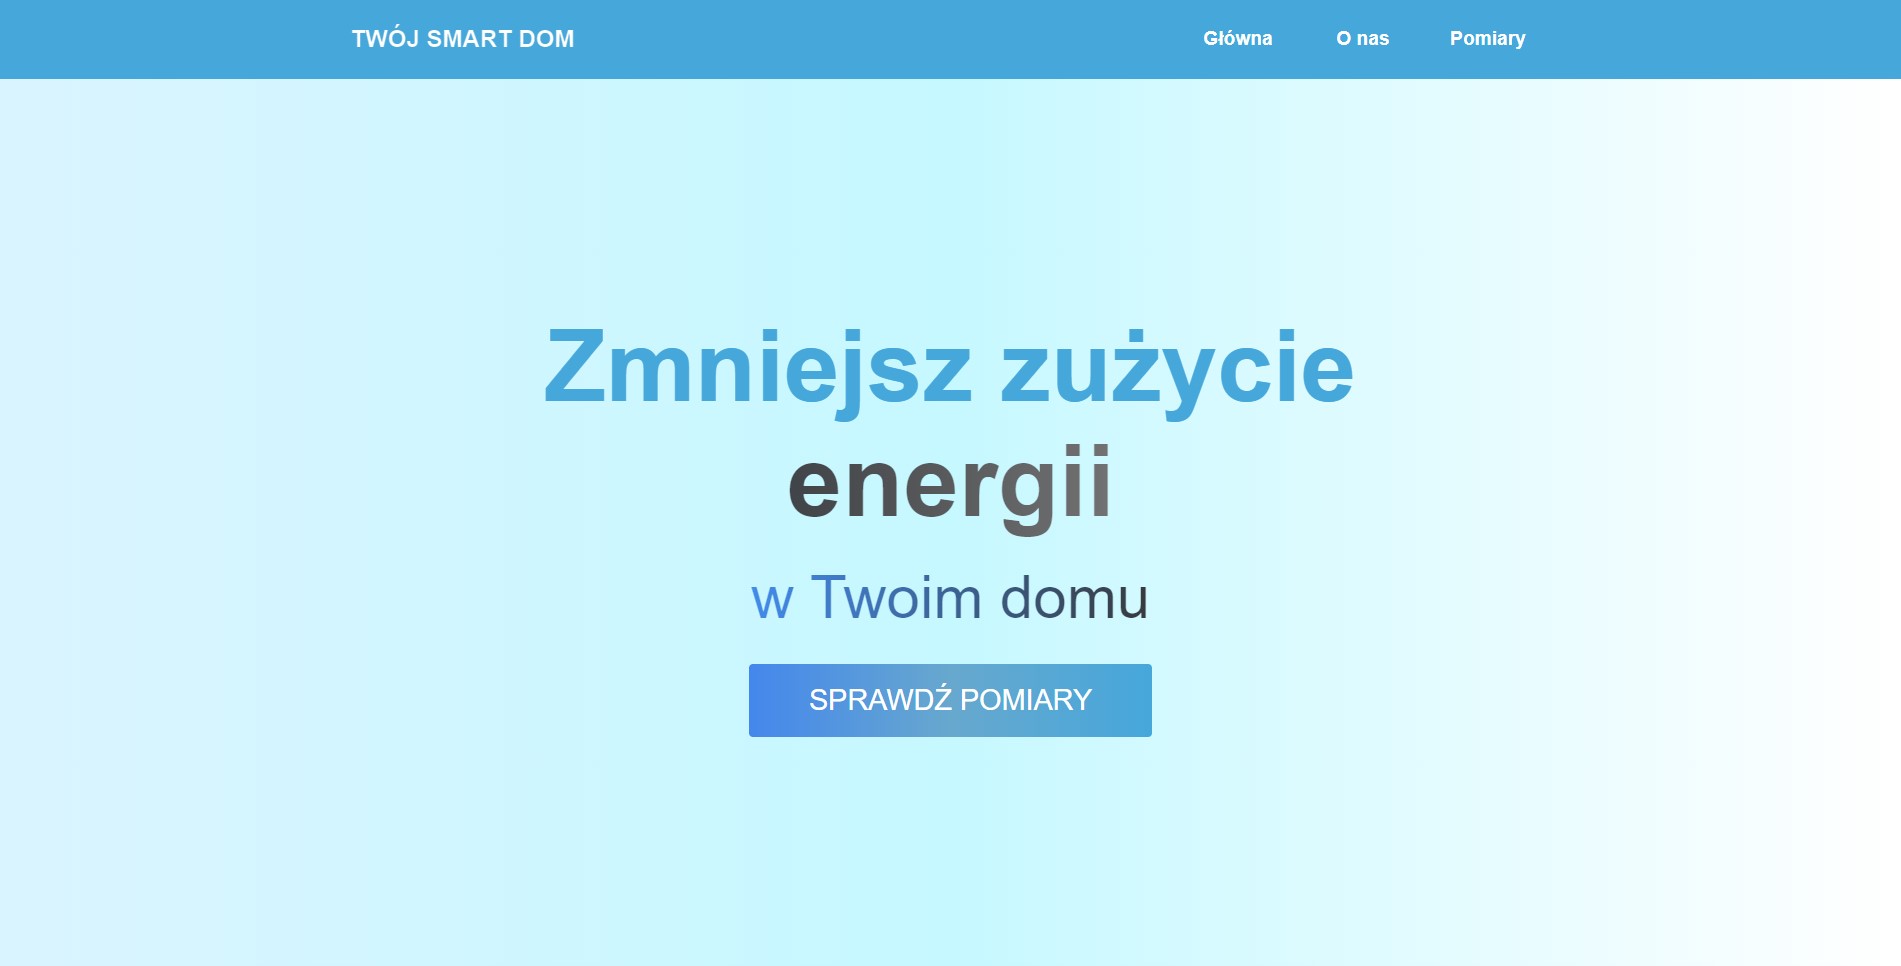 TWÓJ SMART DOM
Główna O nas Pomiary
Zmniejsz zużycie
energii
w Twoim domu
SPRAWDŹ POMIARY